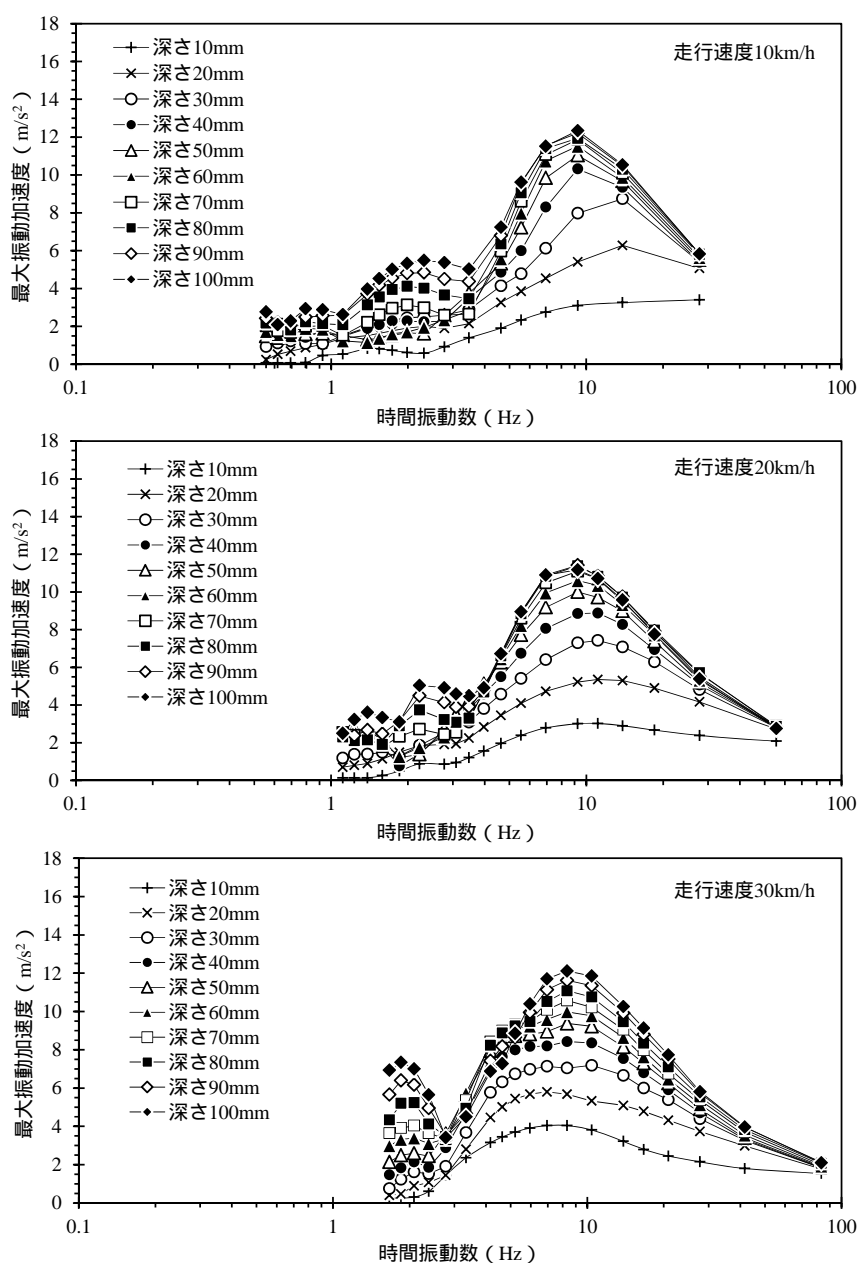 18
16
14
12
10
8
6
4
2
0
最大振動加速度（m/s²）
深さ10mm
深さ20mm
深さ30mm
深さ40mm
深さ50mm
深さ60mm
深さ70mm
深さ80mm
深さ90mm
深さ100mm
走行速度10km/h
0.1
1
10
100
時間振動数（Hz）
18
16
14
12
10
8
6
4
2
0
最大振動加速度（m/s²）
深さ10mm
深さ20mm
深さ30mm
深さ40mm
深さ50mm
深さ60mm
深さ70mm
深さ80mm
深さ90mm
深さ100mm
走行速度20km/h
0.1
1
10
100
時間振動数（Hz）
18
16
14
12
10
8
6
4
2
0
最大振動加速度（m/s²）
深さ10mm
深さ20mm
深さ30mm
深さ40mm
深さ50mm
深さ60mm
深さ70mm
深さ80mm
深さ90mm
深さ100mm
走行速度30km/h
0.1
1
10
100
時間振動数（Hz）